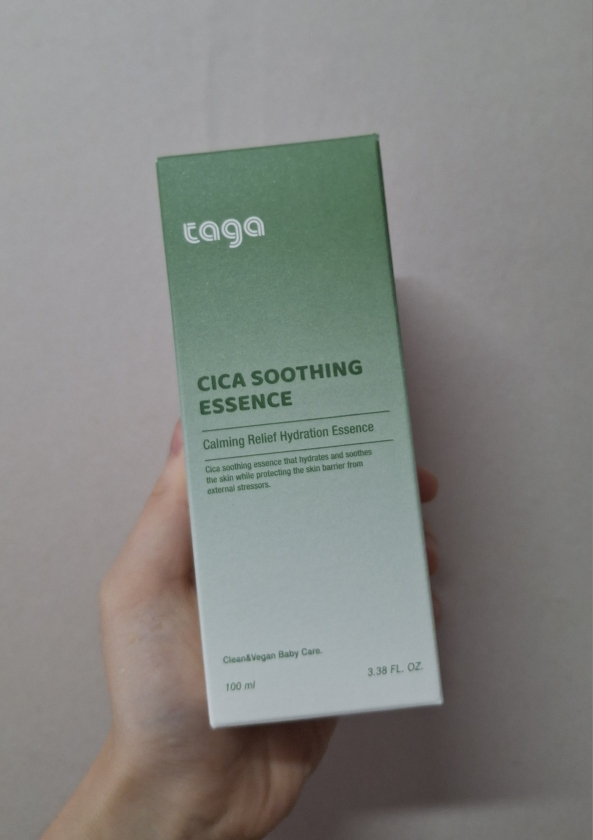 taga
CICA SOOTHING
ESSENCE
Calming Relief Hydration Essence
Cica soothing essence that hydrates and soothes
the skin while protecting the skin barrier from
external stressors.
Clean&Vegan Baby Care.
100 ml
3.38 FL. OZ.